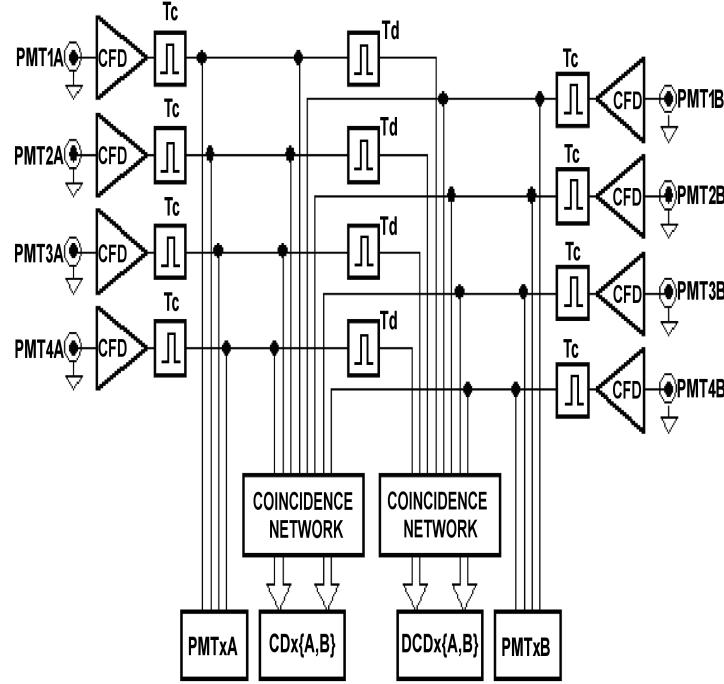 Tc
Td
PMT1A
CFD
Tc
CFD
PMT1B
Tc
Td
PMT2A
CFD
Tc
CFD
PMT2B
Tc
Td
PMT3A
CFD
Tc
CFD
PMT3B
Tc
Td
PMT4A
CFD
Tc
CFD
PMT4B
COINCIDENCE
NETWORK
COINCIDENCE
NETWORK
PMTxA
CDx{A,B}
DCDx{A,B}
PMTxB